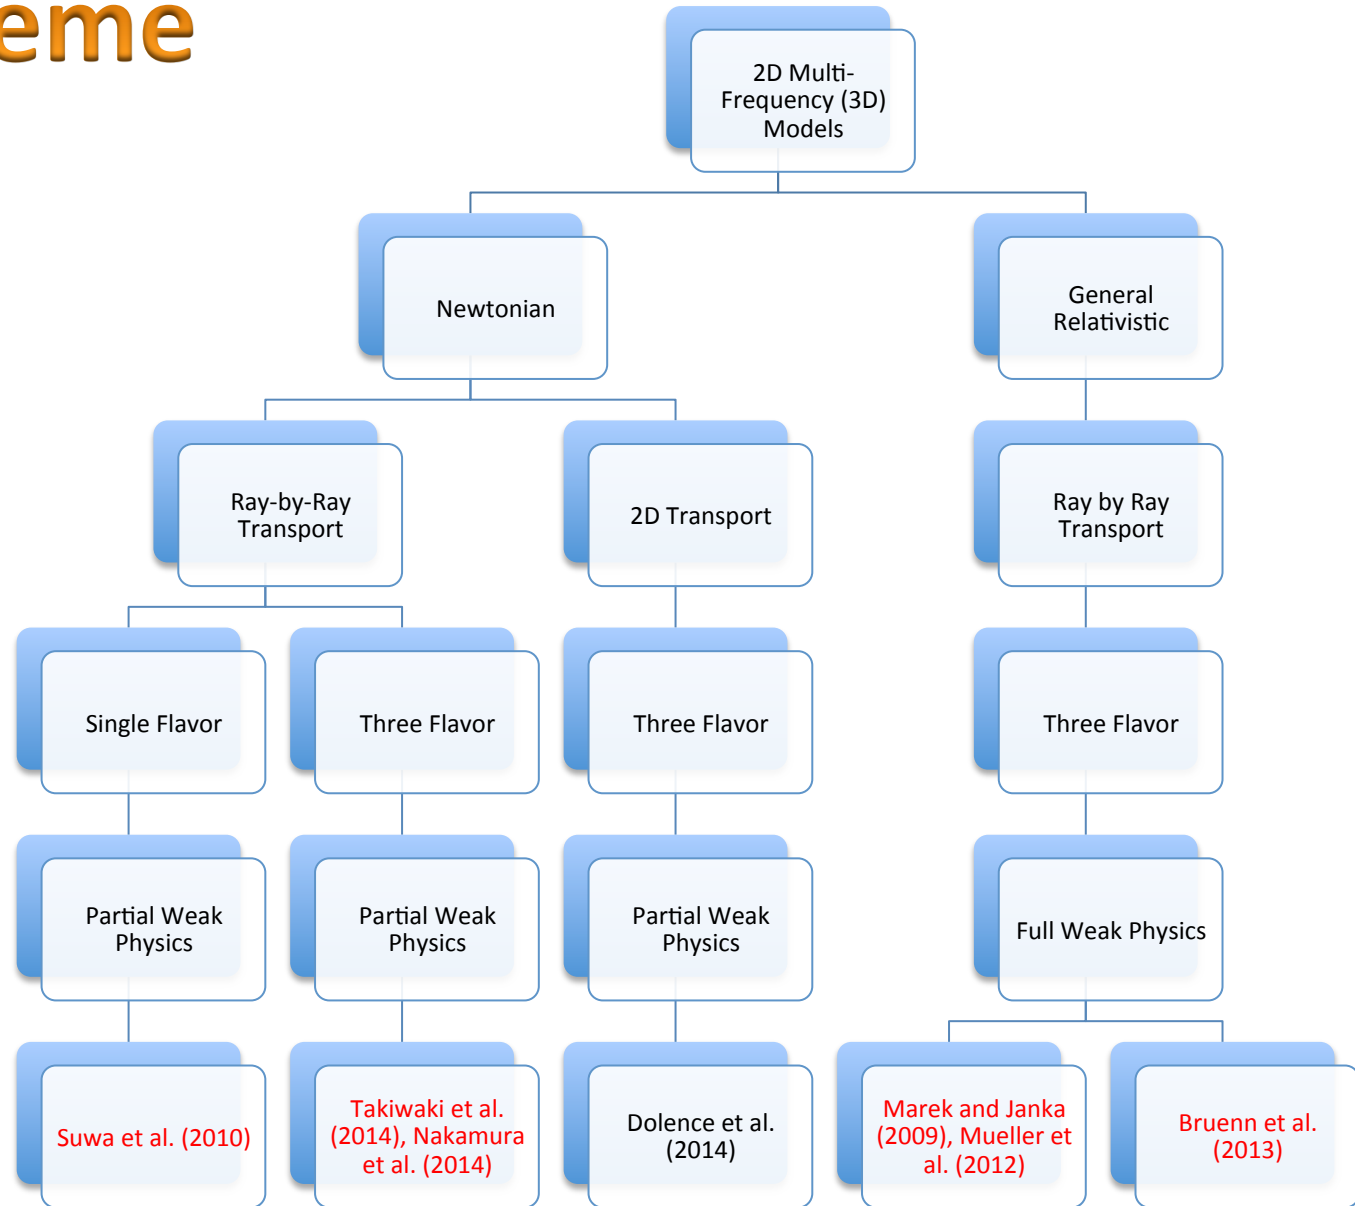 eme
2D Multi-
Frequency (3D)
Models
Newtonian
General
Relativistic
Ray-by-Ray
Transport
2D Transport
Ray by Ray
Transport
Single Flavor
Three Flavor
Three Flavor
Three Flavor
Partial Weak
Physics
Partial Weak
Physics
Partial Weak
Physics
Full Weak Physics
Suwa et al. (2010)
Takiwaki et al.
(2014), Nakamura
et al. (2014)
Dolence et al.
(2014)
Marek and Janka
(2009), Mueller et
al. (2012)
Bruenn et al.
(2013)